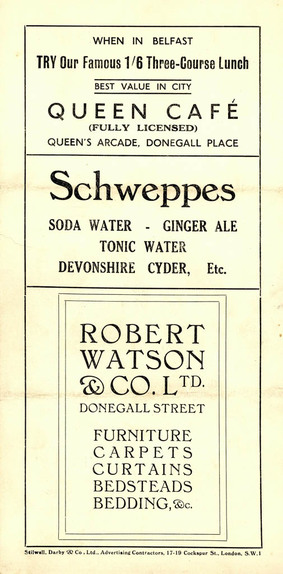 WHEN IN BELFAST
TRY Our Famous 1/6 Three-Course Lunch
BEST VALUE IN CITY
QUEEN CAFÉ
(FULLY LICENSED)
QUEEN'S ARCADE, DONEGALL PLACE
Schweppes
SODA WATER - GINGER ALE
TONIC WATER
DEVONSHIRE CYDER, Etc.
ROBERT
WATSON
& CO. LTD.
DONEGALL STREET
FURNITURE
CARPETS
CURTAINS
BEDSTEADS
BEDDING, &c.
Stilwell, Darby & Co., Ltd., Advertising Contractors, 17-19 Cockspur St., London, S.W.1